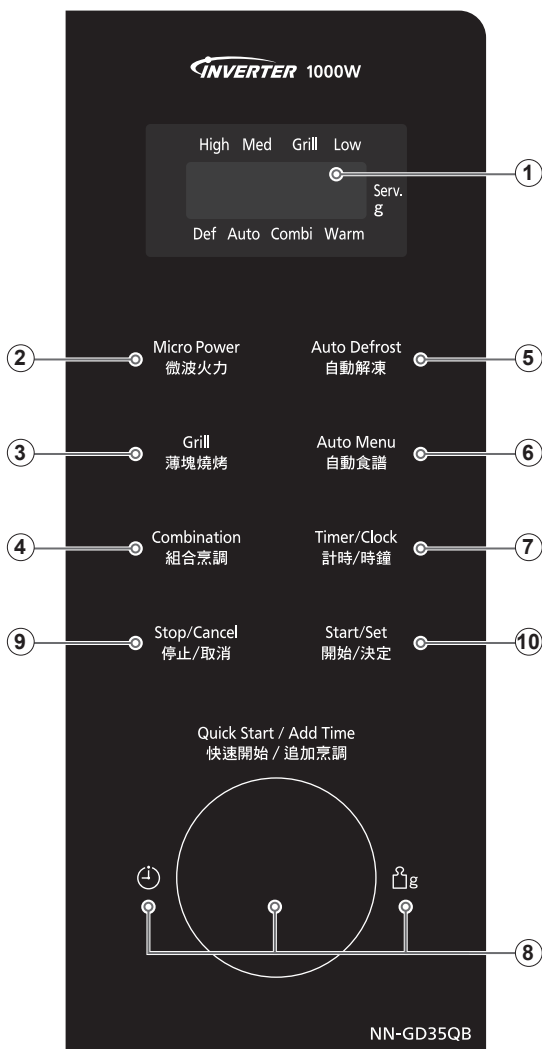 INVERTER 1000W
High Med Grill Low
1
Serv.
g
Def Auto Combi Warm
2
Micro Power
微波火力
Auto Defrost
自動解凍
5
3
Grill
薄塊燒烤
Auto Menu
自動食譜
6
4
Combination
組合烹調
Timer/Clock
計時/時鐘
7
9
Stop/Cancel
停止/取消
Start/Set
開始/決定
10
Quick Start / Add Time
快速開始 / 追加烹調
g
8
NN-GD35QB